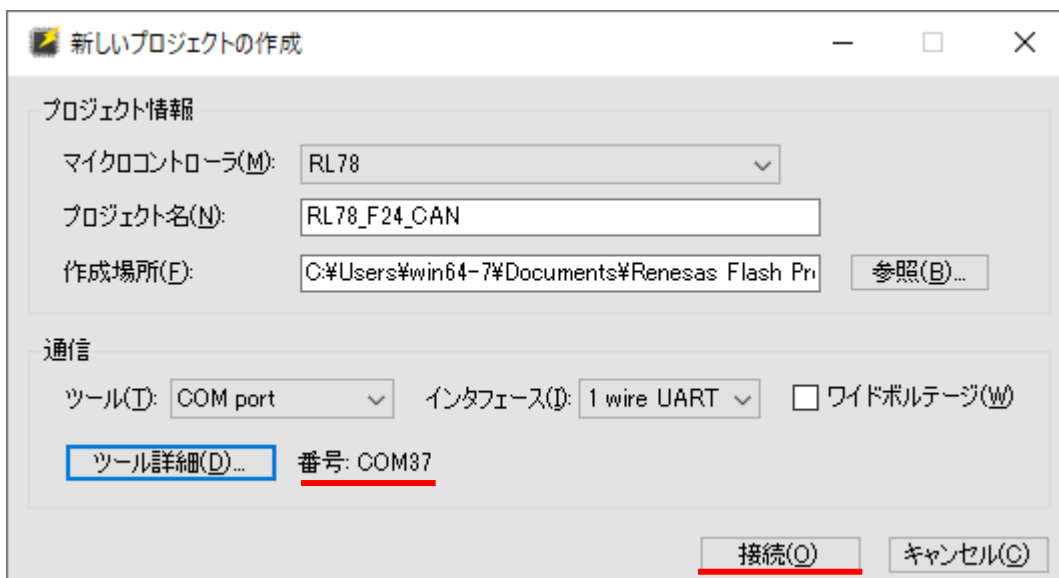 新しいプロジェクトの作成
プロジェクト情報
マイクロコントローラ(M): RL78
プロジェクト名(N): RL78_F24_CAN
作成場所(F): C:¥Users¥win64-7¥Documents¥Renesas Flash Pr 参照(B)...
通信
ツール(T): COM port インタフェース(I): 1 wire UART ワイドボルテージ(W)
ツール詳細(D)... 番号: COM37
接続(O) キャンセル(C)